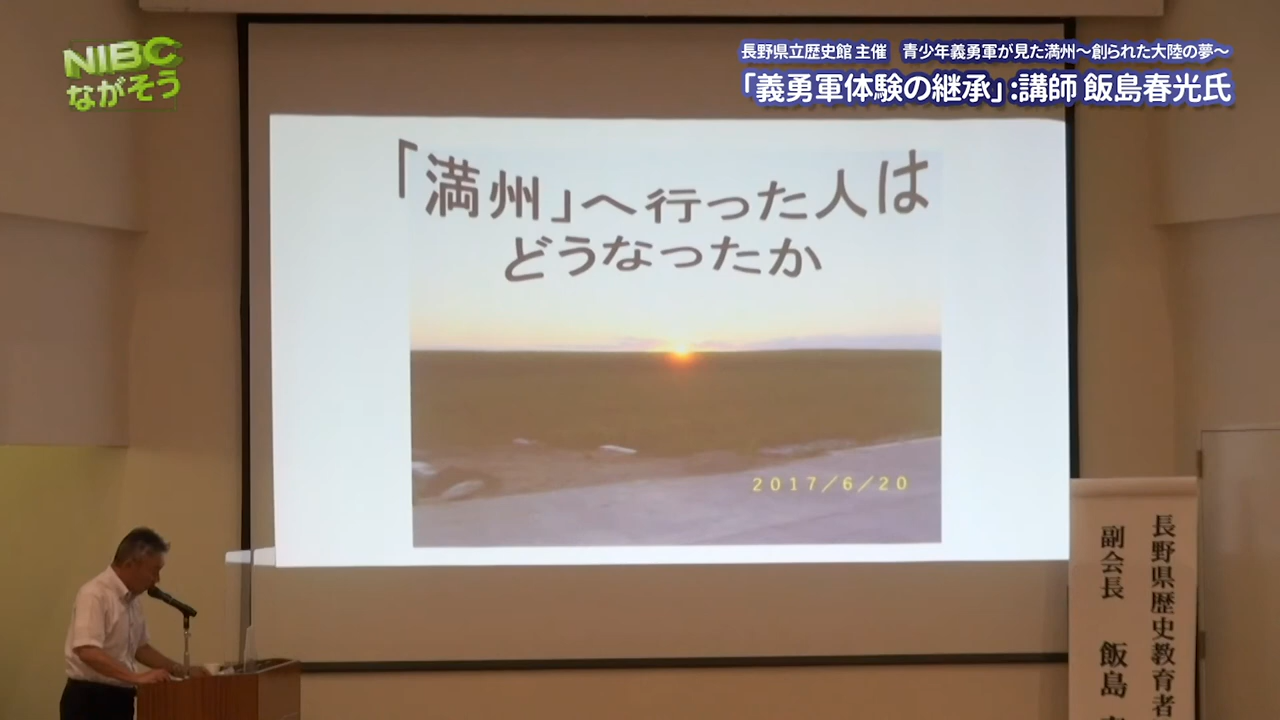 NIBC
ながそう
長野県立歴史館 主催　青少年義勇軍が見た満州～創られた大陸の夢～
「義勇軍体験の継承」:講師 飯島春光氏
「満州」へ行った人は
どうなったか
2017/6/20
長野県歴史教育者
副会長　飯島